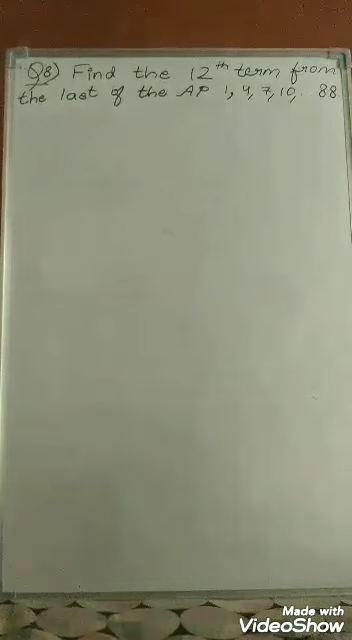 Q8) Find the 12th term from
the last of the AP 1, 4, 7, 10, .. 88
Made with
VideoShow